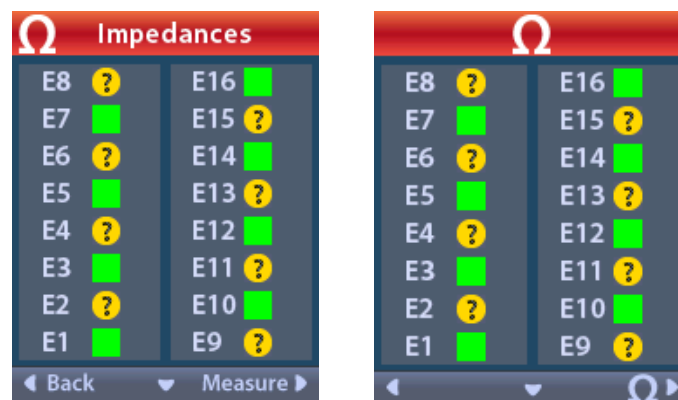 Ω Impedances
E8 ? E16
E7 E15 ?
E6 ? E14
E5 E13 ?
E4 ? E12
E3 E11 ?
E2 ? E10
E1 E9 ?
Back Measure
Ω
E8 ? E16
E7 E15 ?
E6 ? E14
E5 E13 ?
E4 ? E12
E3 E11 ?
E2 ? E10
E1 E9 ?
Ω